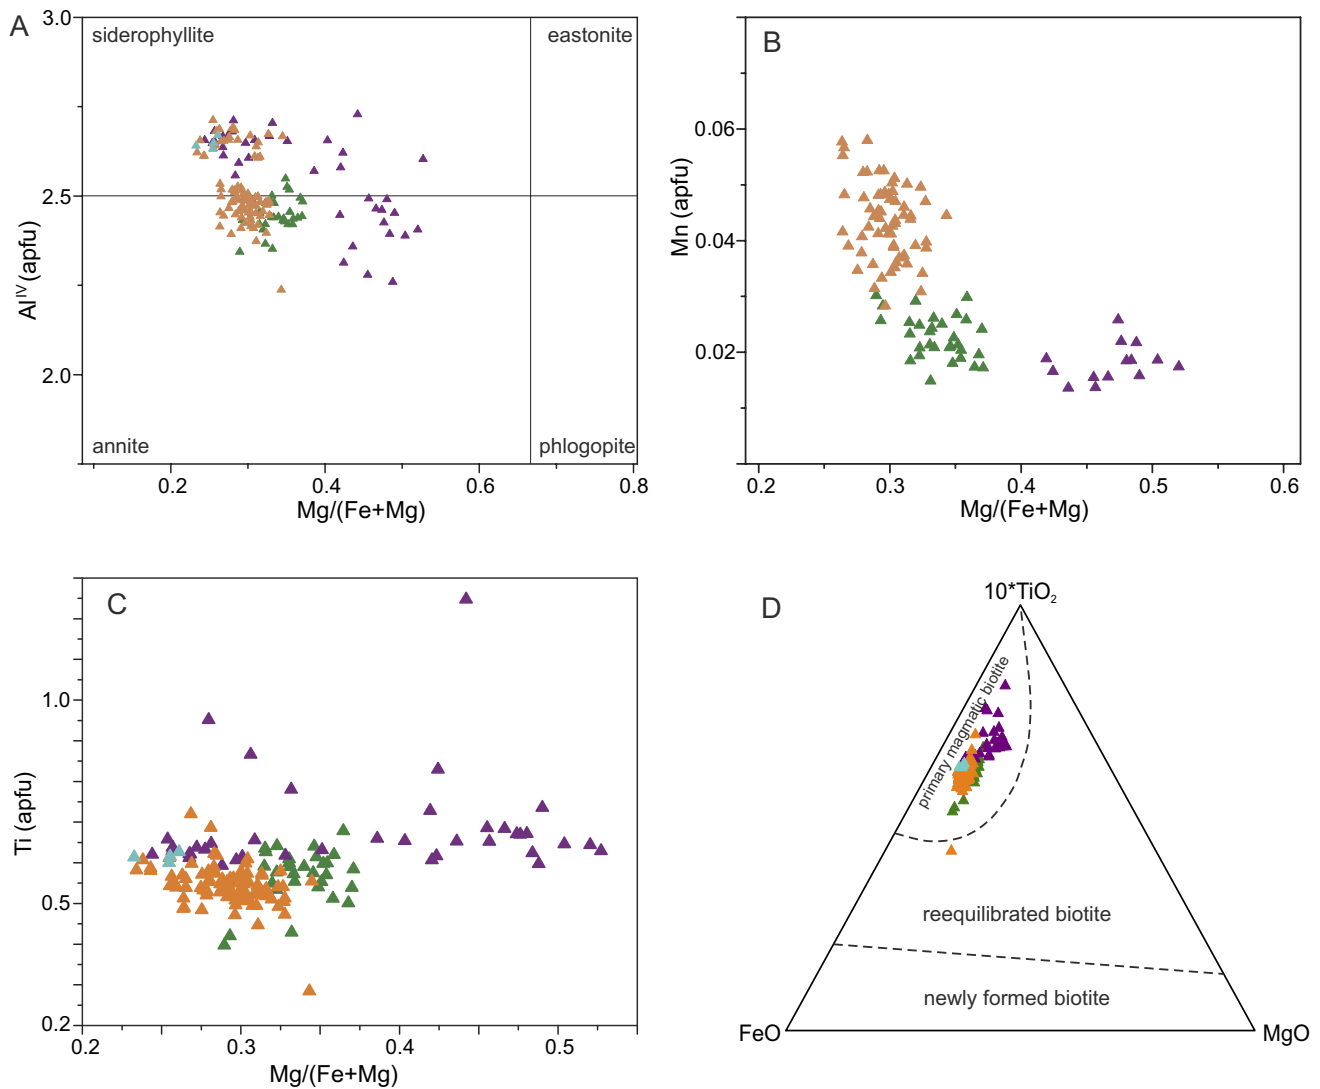 A
3.0
siderophyllite
eastonite
2.5
Al^IV (apfu)
2.0
annite
phlogopite
0.2
0.4
0.6
0.8
Mg/(Fe+Mg)
B
0.06
Mn (apfu)
0.04
0.02
0.2
0.3
0.4
0.5
0.6
Mg/(Fe+Mg)
C
1.0
Ti (apfu)
0.5
0.2
0.2
0.3
0.4
0.5
Mg/(Fe+Mg)
D
10*TiO₂
primary magmatic biotite
reequilibrated biotite
newly formed biotite
FeO
MgO